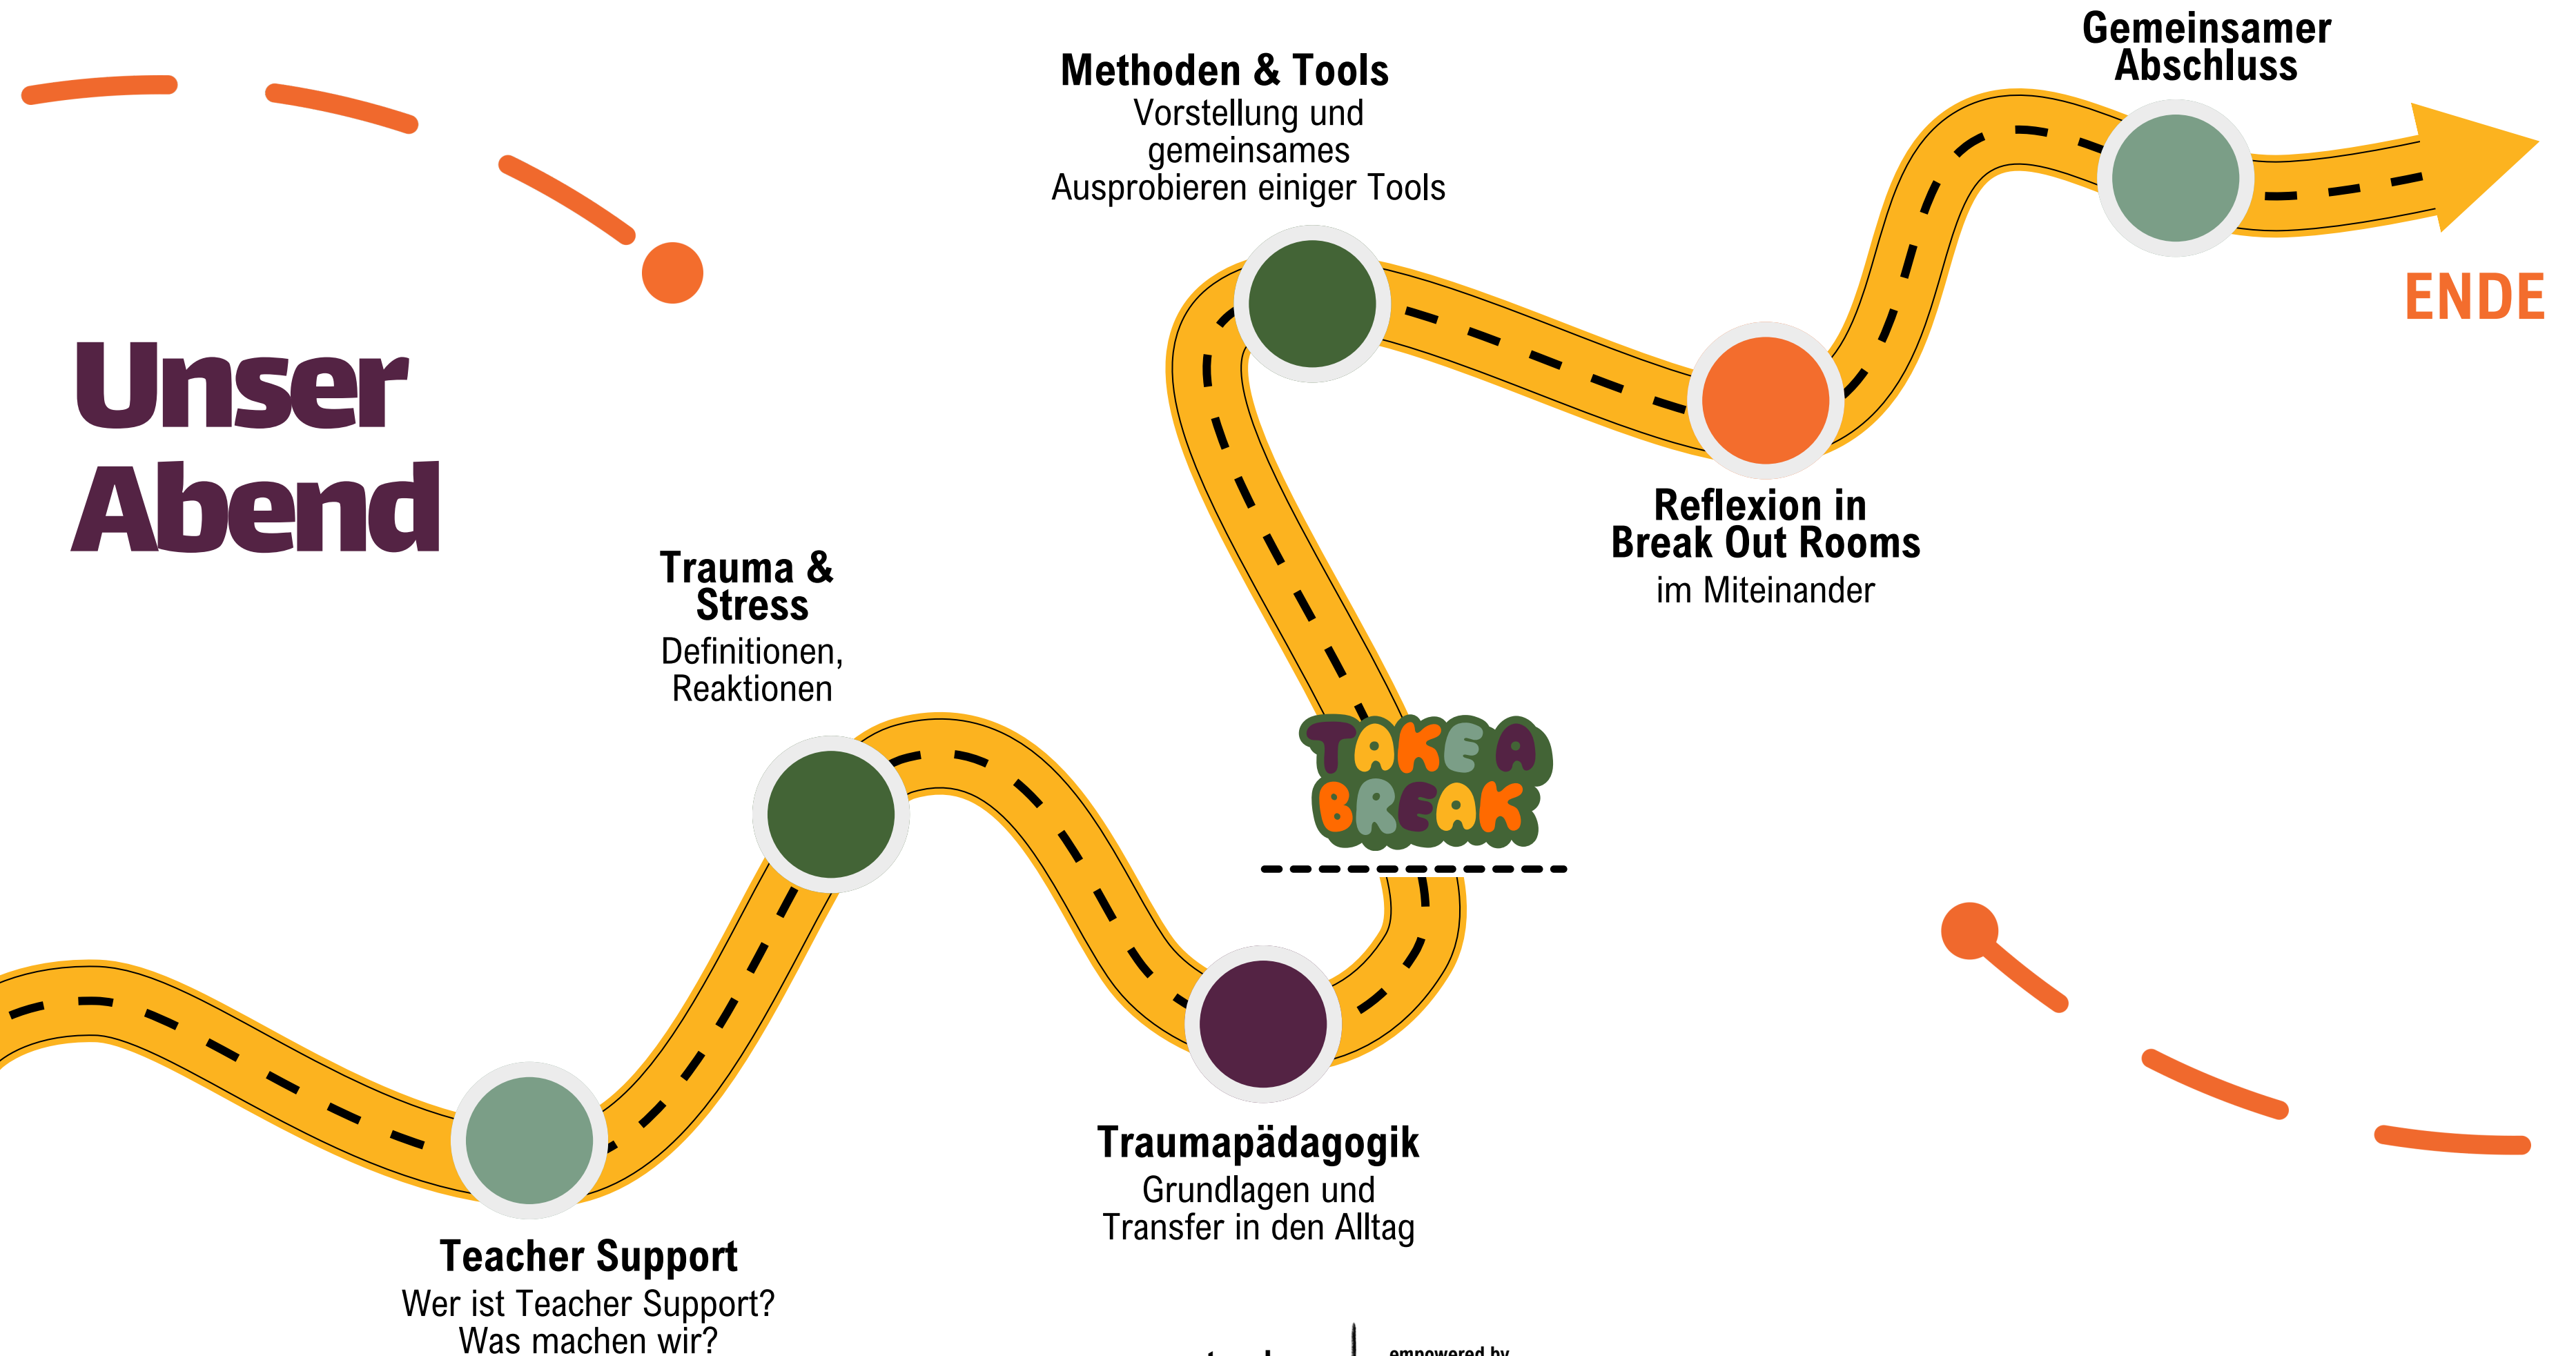 Unser
Abend
Teacher Support
Wer ist Teacher Support?
Was machen wir?
Trauma &
Stress
Definitionen,
Reaktionen
Traumapädagogik
Grundlagen und
Transfer in den Alltag
TAKE A
BREAK
Methoden & Tools
Vorstellung und
gemeinsames
Ausprobieren einiger Tools
Reflexion in
Break Out Rooms
im Miteinander
Gemeinsamer
Abschluss
ENDE
empowered by